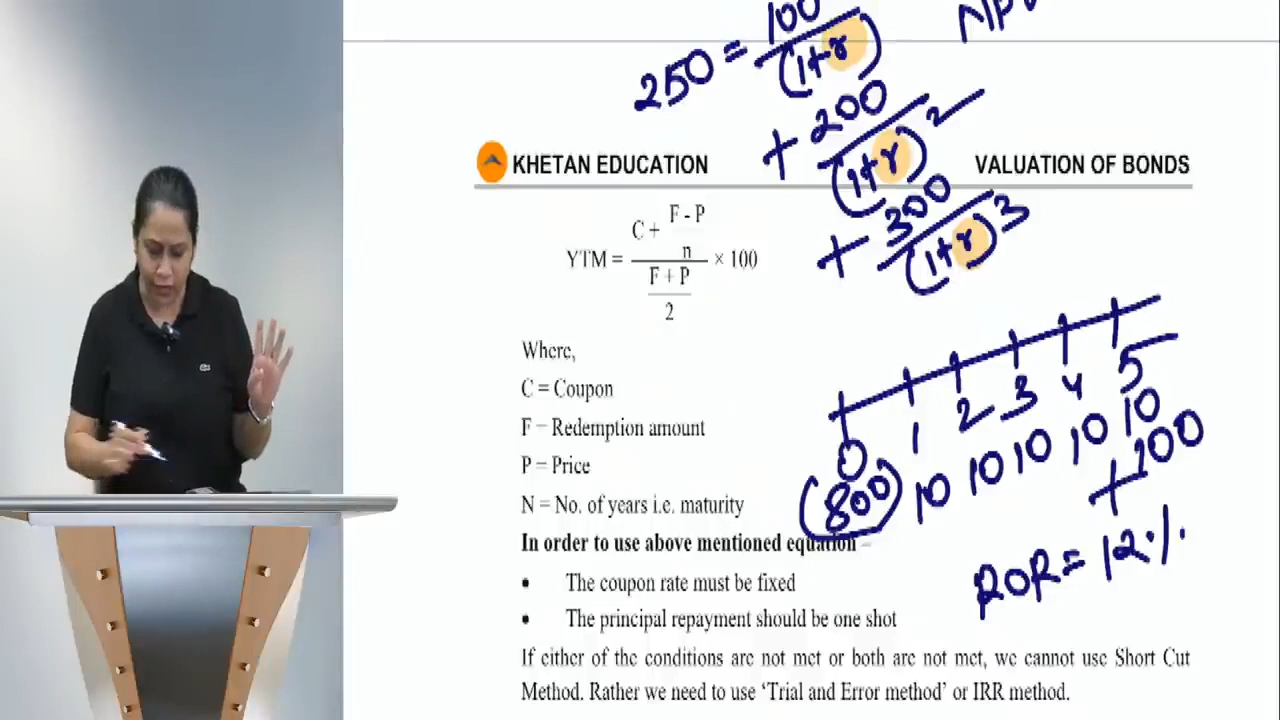 250 = 100/(1+r)
+ 200/(1+r)^2
+ 300/(1+r)^3
KHETAN EDUCATION
VALUATION OF BONDS
YTM = (C + (F - P)/n) / ((F + P)/2) × 100
Where,
C = Coupon
F = Redemption amount
P = Price
N = No. of years i.e. maturity
In order to use above mentioned equation –
• The coupon rate must be fixed
• The principal repayment should be one shot
If either of the conditions are not met or both are not met, we cannot use Short Cut
Method. Rather we need to use ‘Trial and Error method’ or IRR method.
0 1 2 3 4 5
(800) 10 10 10 10 10
+100
ROR = 12%